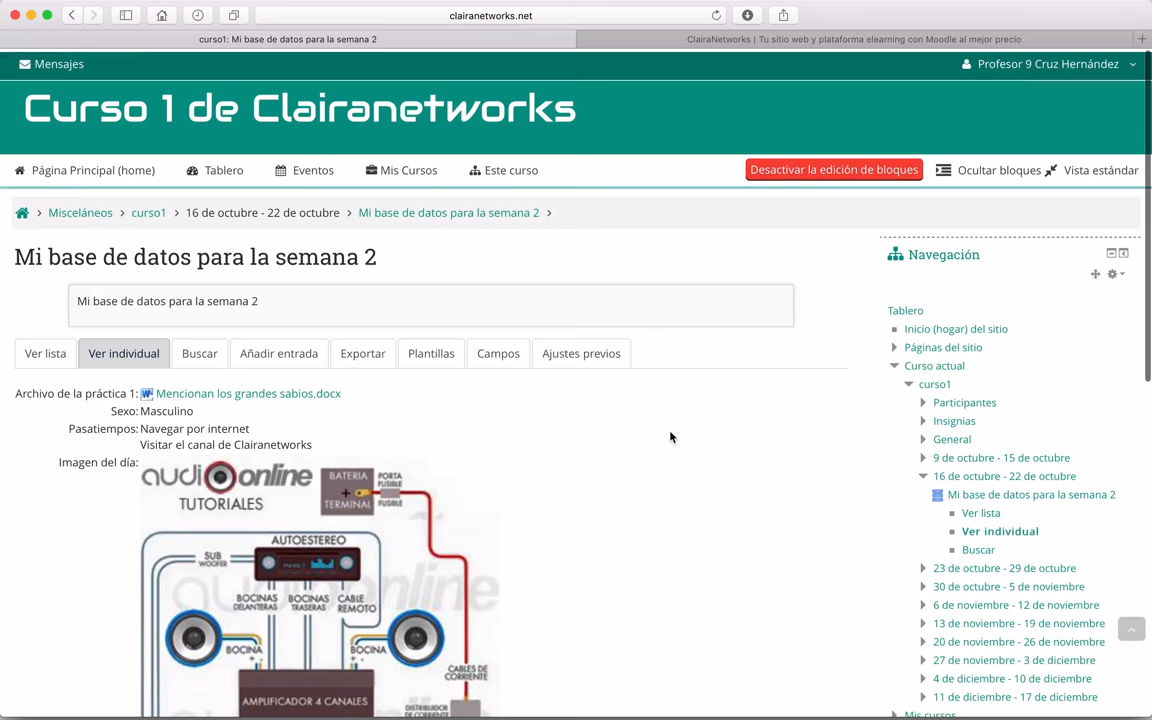 clairanetworks.net
curso1: Mi base de datos para la semana 2
ClairaNetworks | Tu sitio web y plataforma elearning con Moodle al mejor precio
Mensajes
Profesor 9 Cruz Hernández
Curso 1 de Clairanetworks
Página Principal (home)
Tablero
Eventos
Mis Cursos
Este curso
Desactivar la edición de bloques
Ocultar bloques
Vista estándar
Misceláneos
curso1
16 de octubre - 22 de octubre
Mi base de datos para la semana 2
Mi base de datos para la semana 2
Mi base de datos para la semana 2
Ver lista
Ver individual
Buscar
Añadir entrada
Exportar
Plantillas
Campos
Ajustes previos
Archivo de la práctica 1: Mencionan los grandes sabios.docx
Sexo: Masculino
Pasatiempos: Navegar por internet
Visitar el canal de Clairanetworks
Imagen del día:
audionline
TUTORIALES
BATERIA
TERMINAL
PORTA
FUSIBLE
FUSIBLE
AUTOESTEREO
SUB
WOOFER
BOCINAS
DELANTERAS
BOCINAS
TRASERAS
CABLE
REMOTO
audionline
BOCINA
BOCINA
CABLES DE
CORRIENTE
AMPLIFICADOR 4 CANALES
DISTRIBUIDOR
DE CORRIENTE
Navegación
Tablero
Inicio (hogar) del sitio
Páginas del sitio
Curso actual
curso1
Participantes
Insignias
General
9 de octubre - 15 de octubre
16 de octubre - 22 de octubre
Mi base de datos para la semana 2
Ver lista
Ver individual
Buscar
23 de octubre - 29 de octubre
30 de octubre - 5 de noviembre
6 de noviembre - 12 de noviembre
13 de noviembre - 19 de noviembre
20 de noviembre - 26 de noviembre
27 de noviembre - 3 de diciembre
4 de diciembre - 10 de diciembre
11 de diciembre - 17 de diciembre
Mis cursos